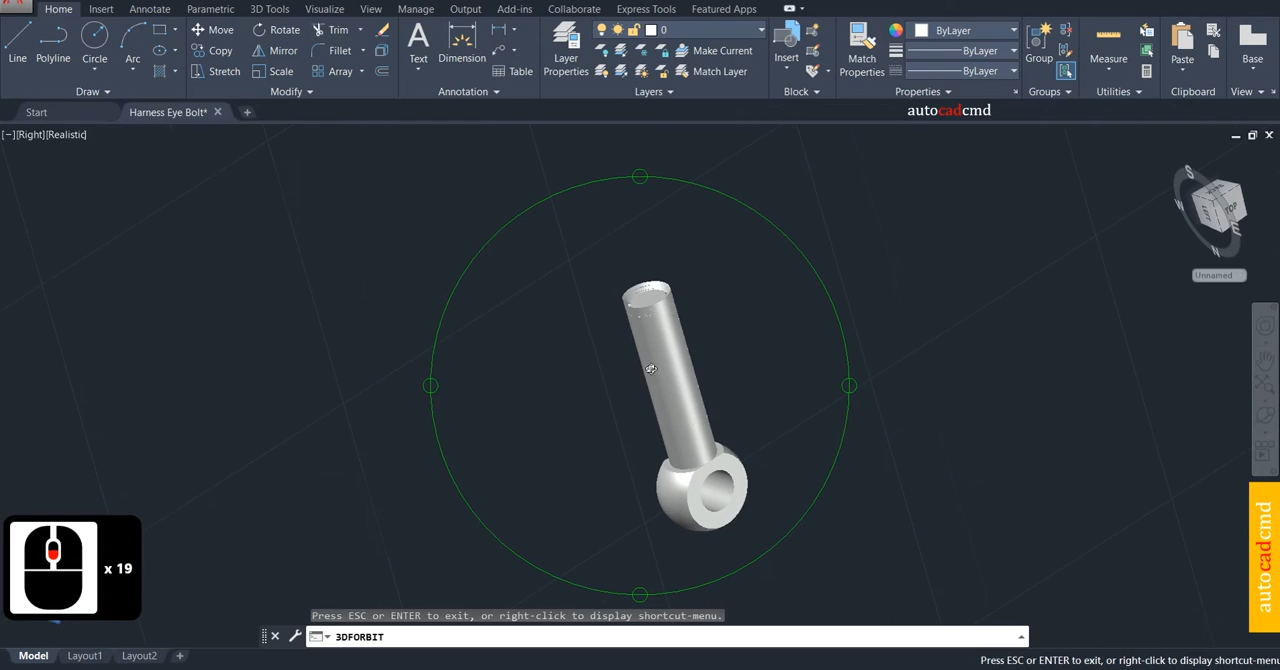 Home Insert Annotate Parametric 3D Tools Visualize View Manage Output Add-ins Collaborate Express Tools Featured Apps
Line Polyline Circle Arc
Move Rotate Trim
Copy Mirror Fillet
Stretch Scale Array
Text Dimension Table
Layer Properties
0
Make Current
Match Layer
Insert
Match Properties
ByLayer
ByLayer
ByLayer
Group Measure Paste Base
Draw Modify Annotation Layers Block Properties Groups Utilities Clipboard View
Start Harness Eye Bolt*
autocadcmd
[−][Right][Realistic]
S
W
E
N
LEFT
TOP
Unnamed
x 19
autocadcmd
Press ESC or ENTER to exit, or right-click to display shortcut-menu.
3DFORBIT
Model Layout1 Layout2
Press ESC or ENTER to exit, or right-click to display shortcut-menu